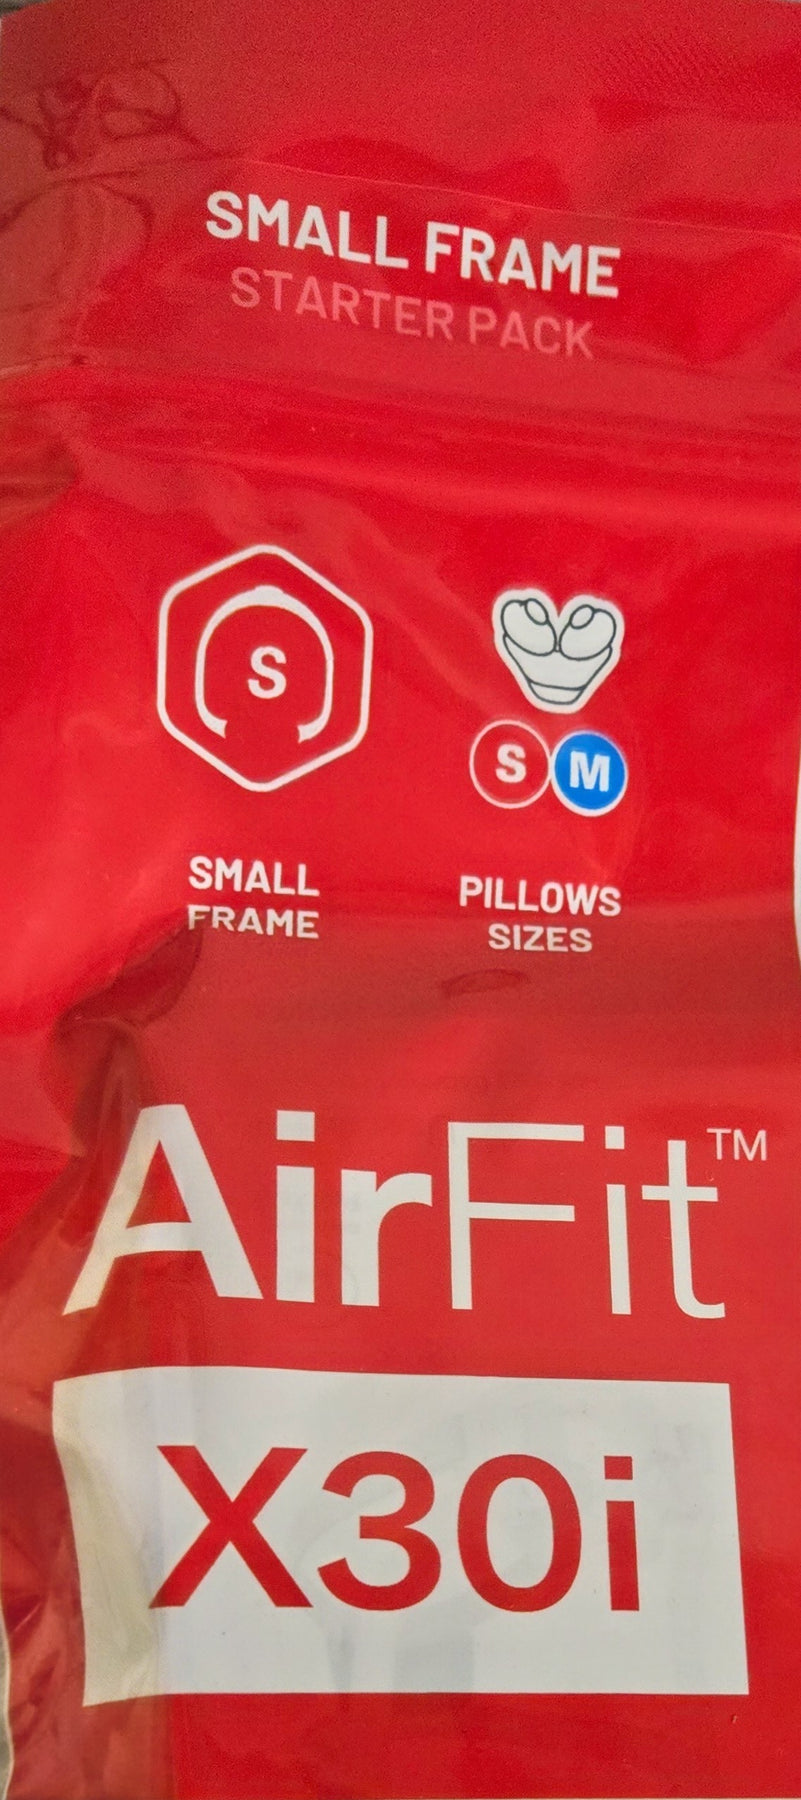 SMALL FRAME
STARTER PACK
S
S M
SMALL
FRAME
PILLOWS
SIZES
AirFit™
X30i